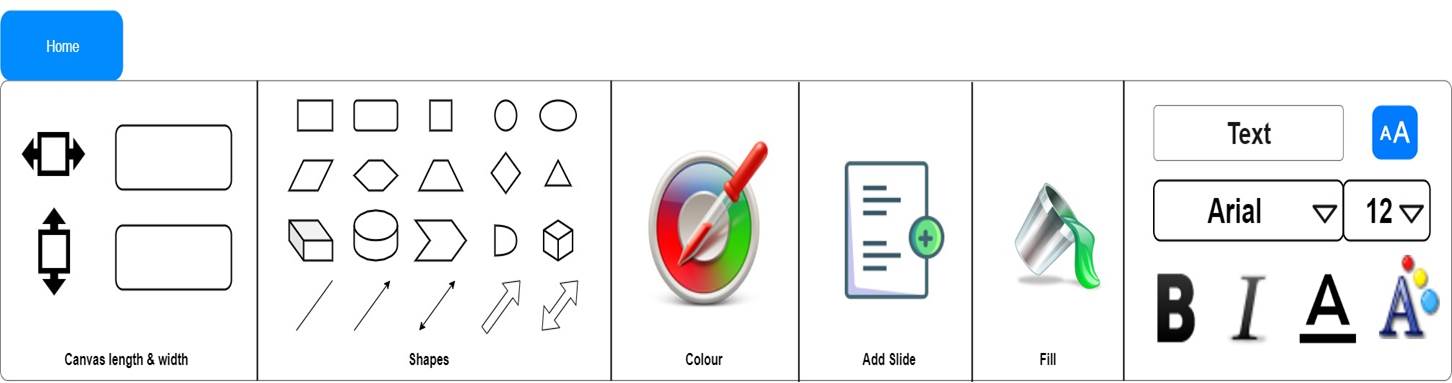 Home
Text
AA
Arial
12
B I A A
Canvas length & width
Shapes
Colour
Add Slide
Fill